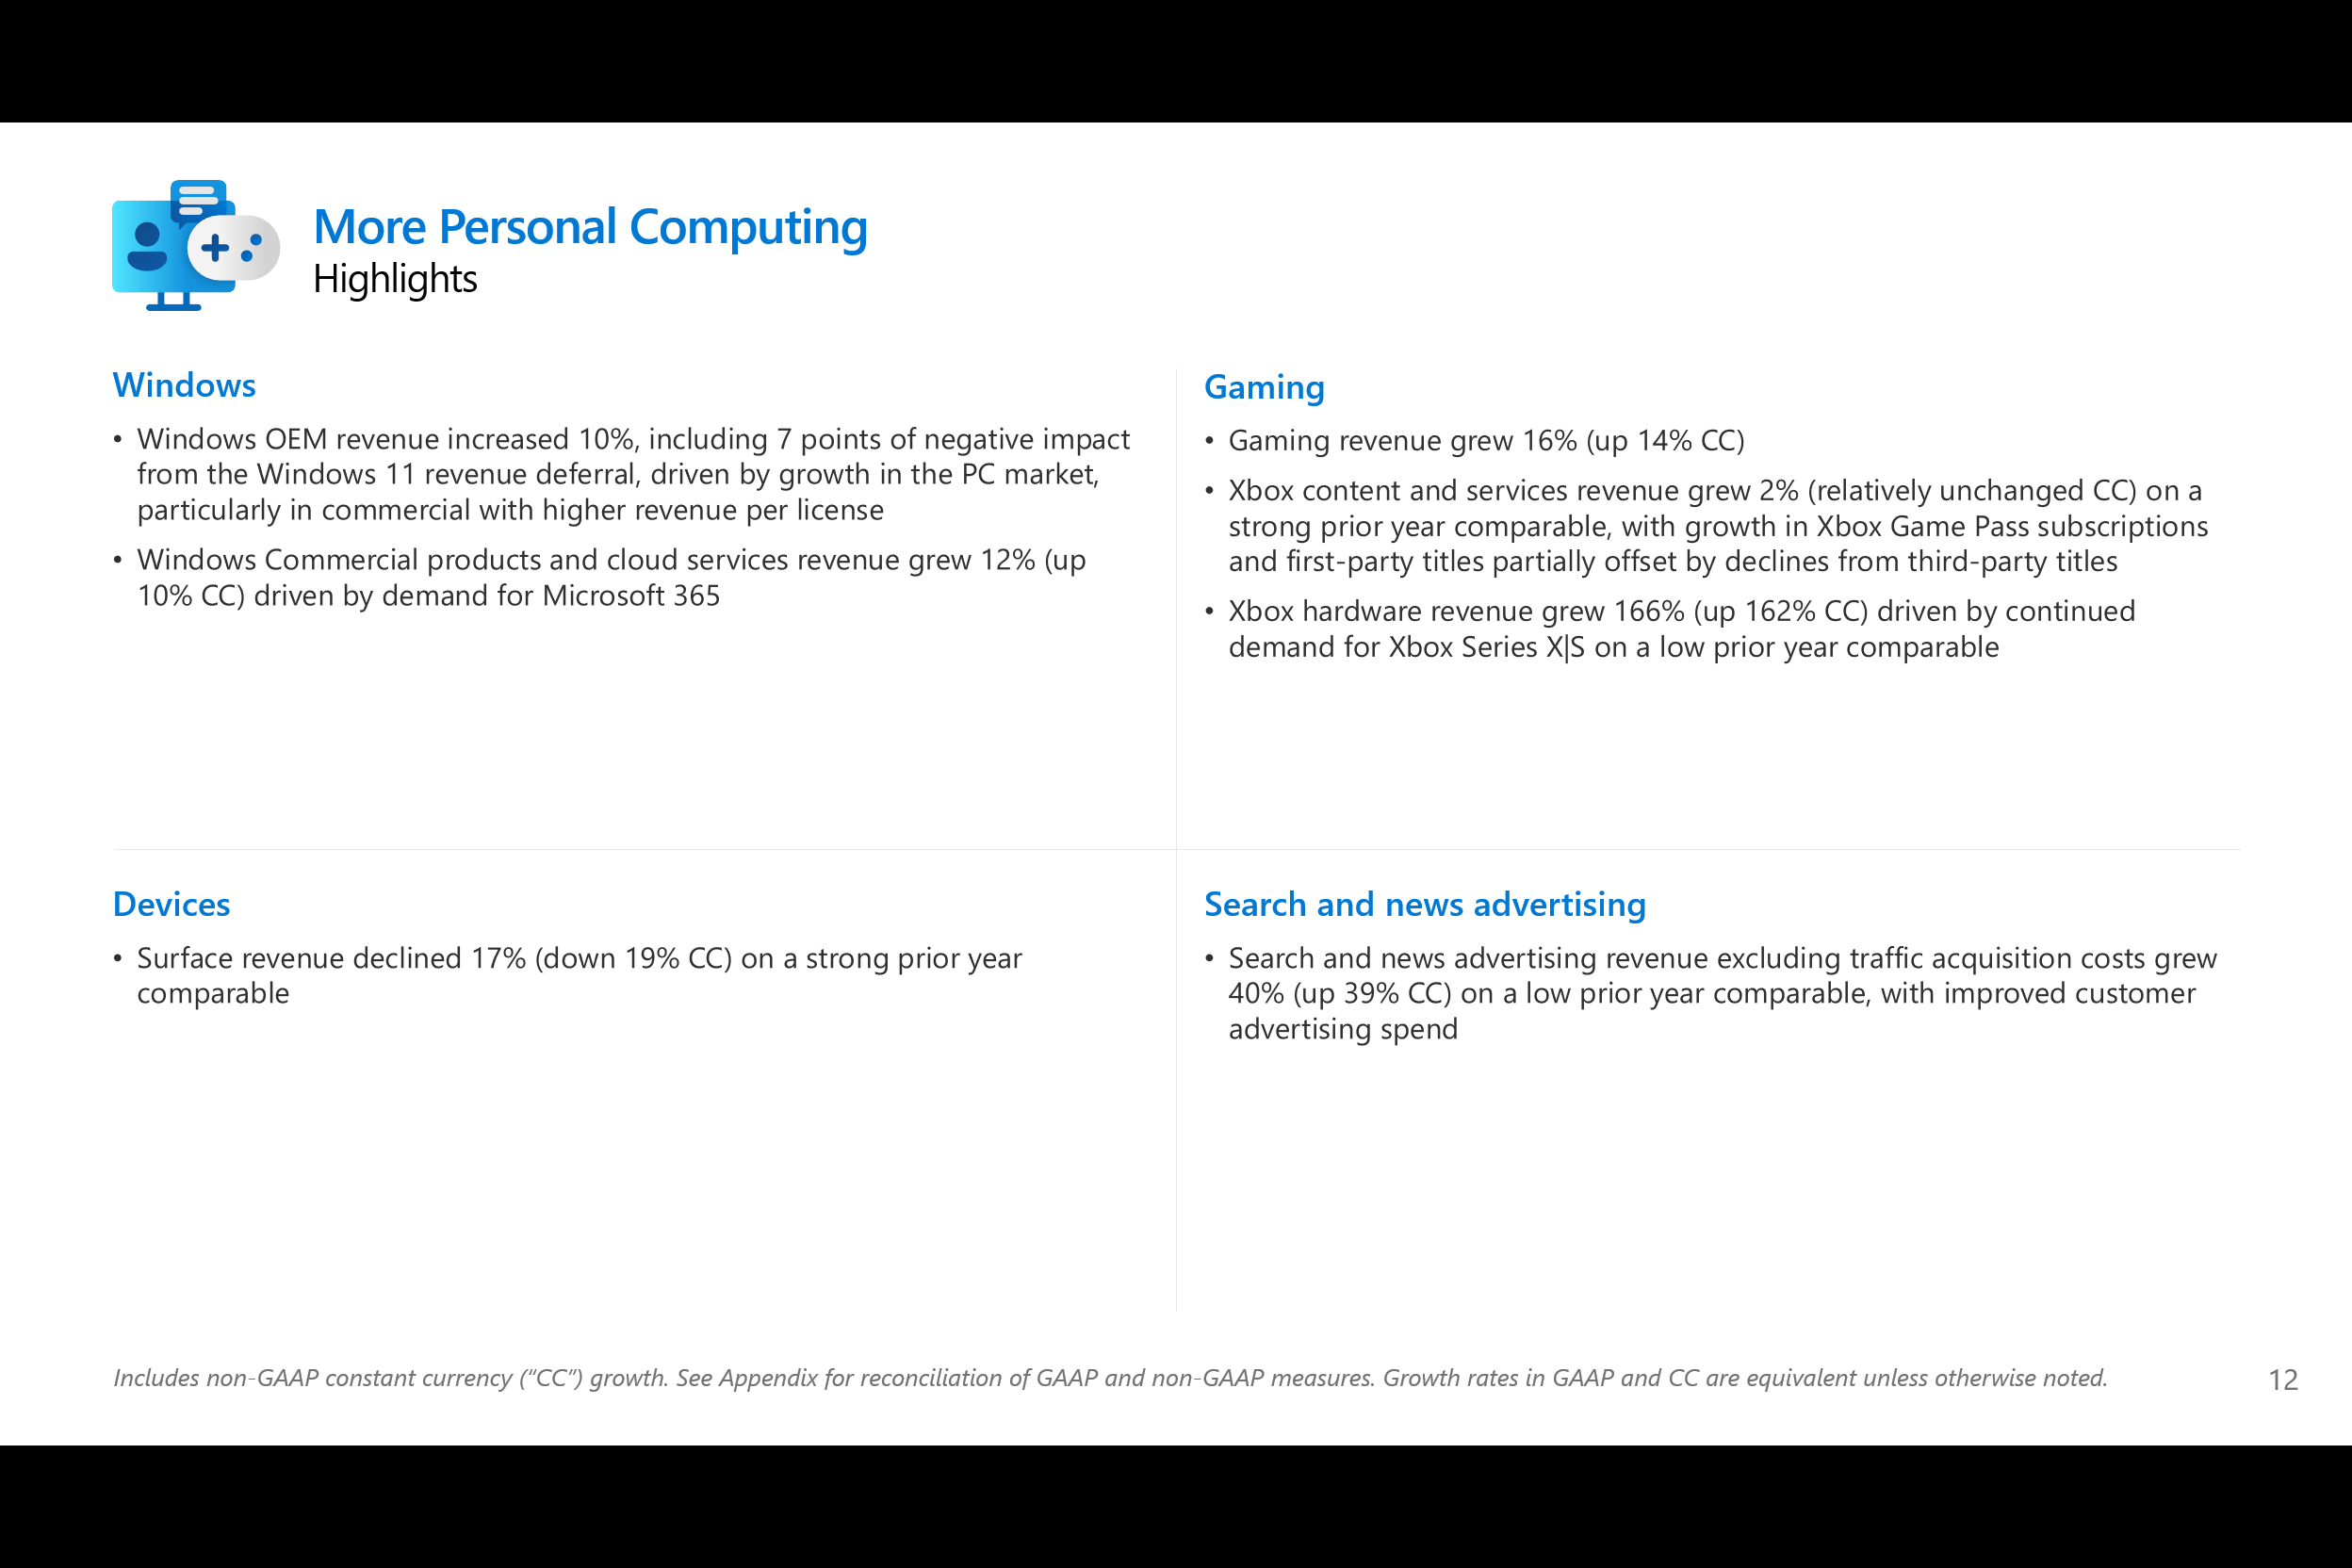 More Personal Computing
Highlights
Windows
• Windows OEM revenue increased 10%, including 7 points of negative impact
from the Windows 11 revenue deferral, driven by growth in the PC market,
particularly in commercial with higher revenue per license
• Windows Commercial products and cloud services revenue grew 12% (up
10% CC) driven by demand for Microsoft 365
Gaming
• Gaming revenue grew 16% (up 14% CC)
• Xbox content and services revenue grew 2% (relatively unchanged CC) on a
strong prior year comparable, with growth in Xbox Game Pass subscriptions
and first-party titles partially offset by declines from third-party titles
• Xbox hardware revenue grew 166% (up 162% CC) driven by continued
demand for Xbox Series X|S on a low prior year comparable
Devices
• Surface revenue declined 17% (down 19% CC) on a strong prior year
comparable
Search and news advertising
• Search and news advertising revenue excluding traffic acquisition costs grew
40% (up 39% CC) on a low prior year comparable, with improved customer
advertising spend
Includes non-GAAP constant currency (“CC”) growth. See Appendix for reconciliation of GAAP and non-GAAP measures. Growth rates in GAAP and CC are equivalent unless otherwise noted.
12